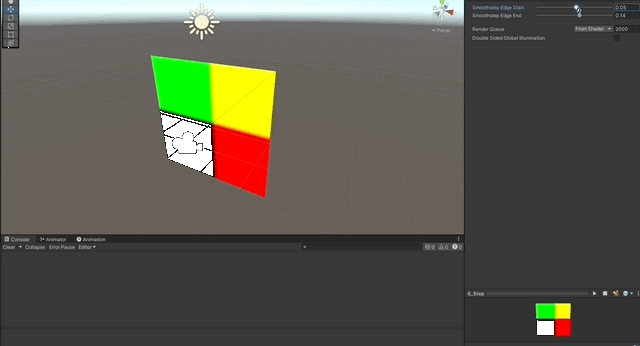 Smoothstep Edge Start 0.05
Smoothstep Edge End 0.14
< Persp
Render Queue From Shader 2000
Double Sided Global Illumination
Console Animator Animation
Clear Collapse Error Pause Editor 0 0 0
6_Step